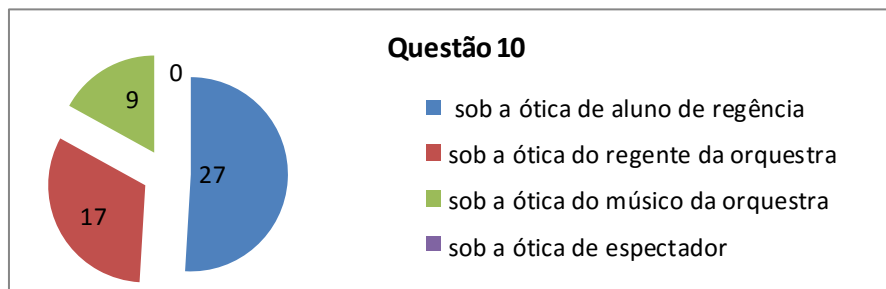 Questão 10
0
9
27
17
sob a ótica de aluno de regência
sob a ótica do regente da orquestra
sob a ótica do músico da orquestra
sob a ótica de espectador